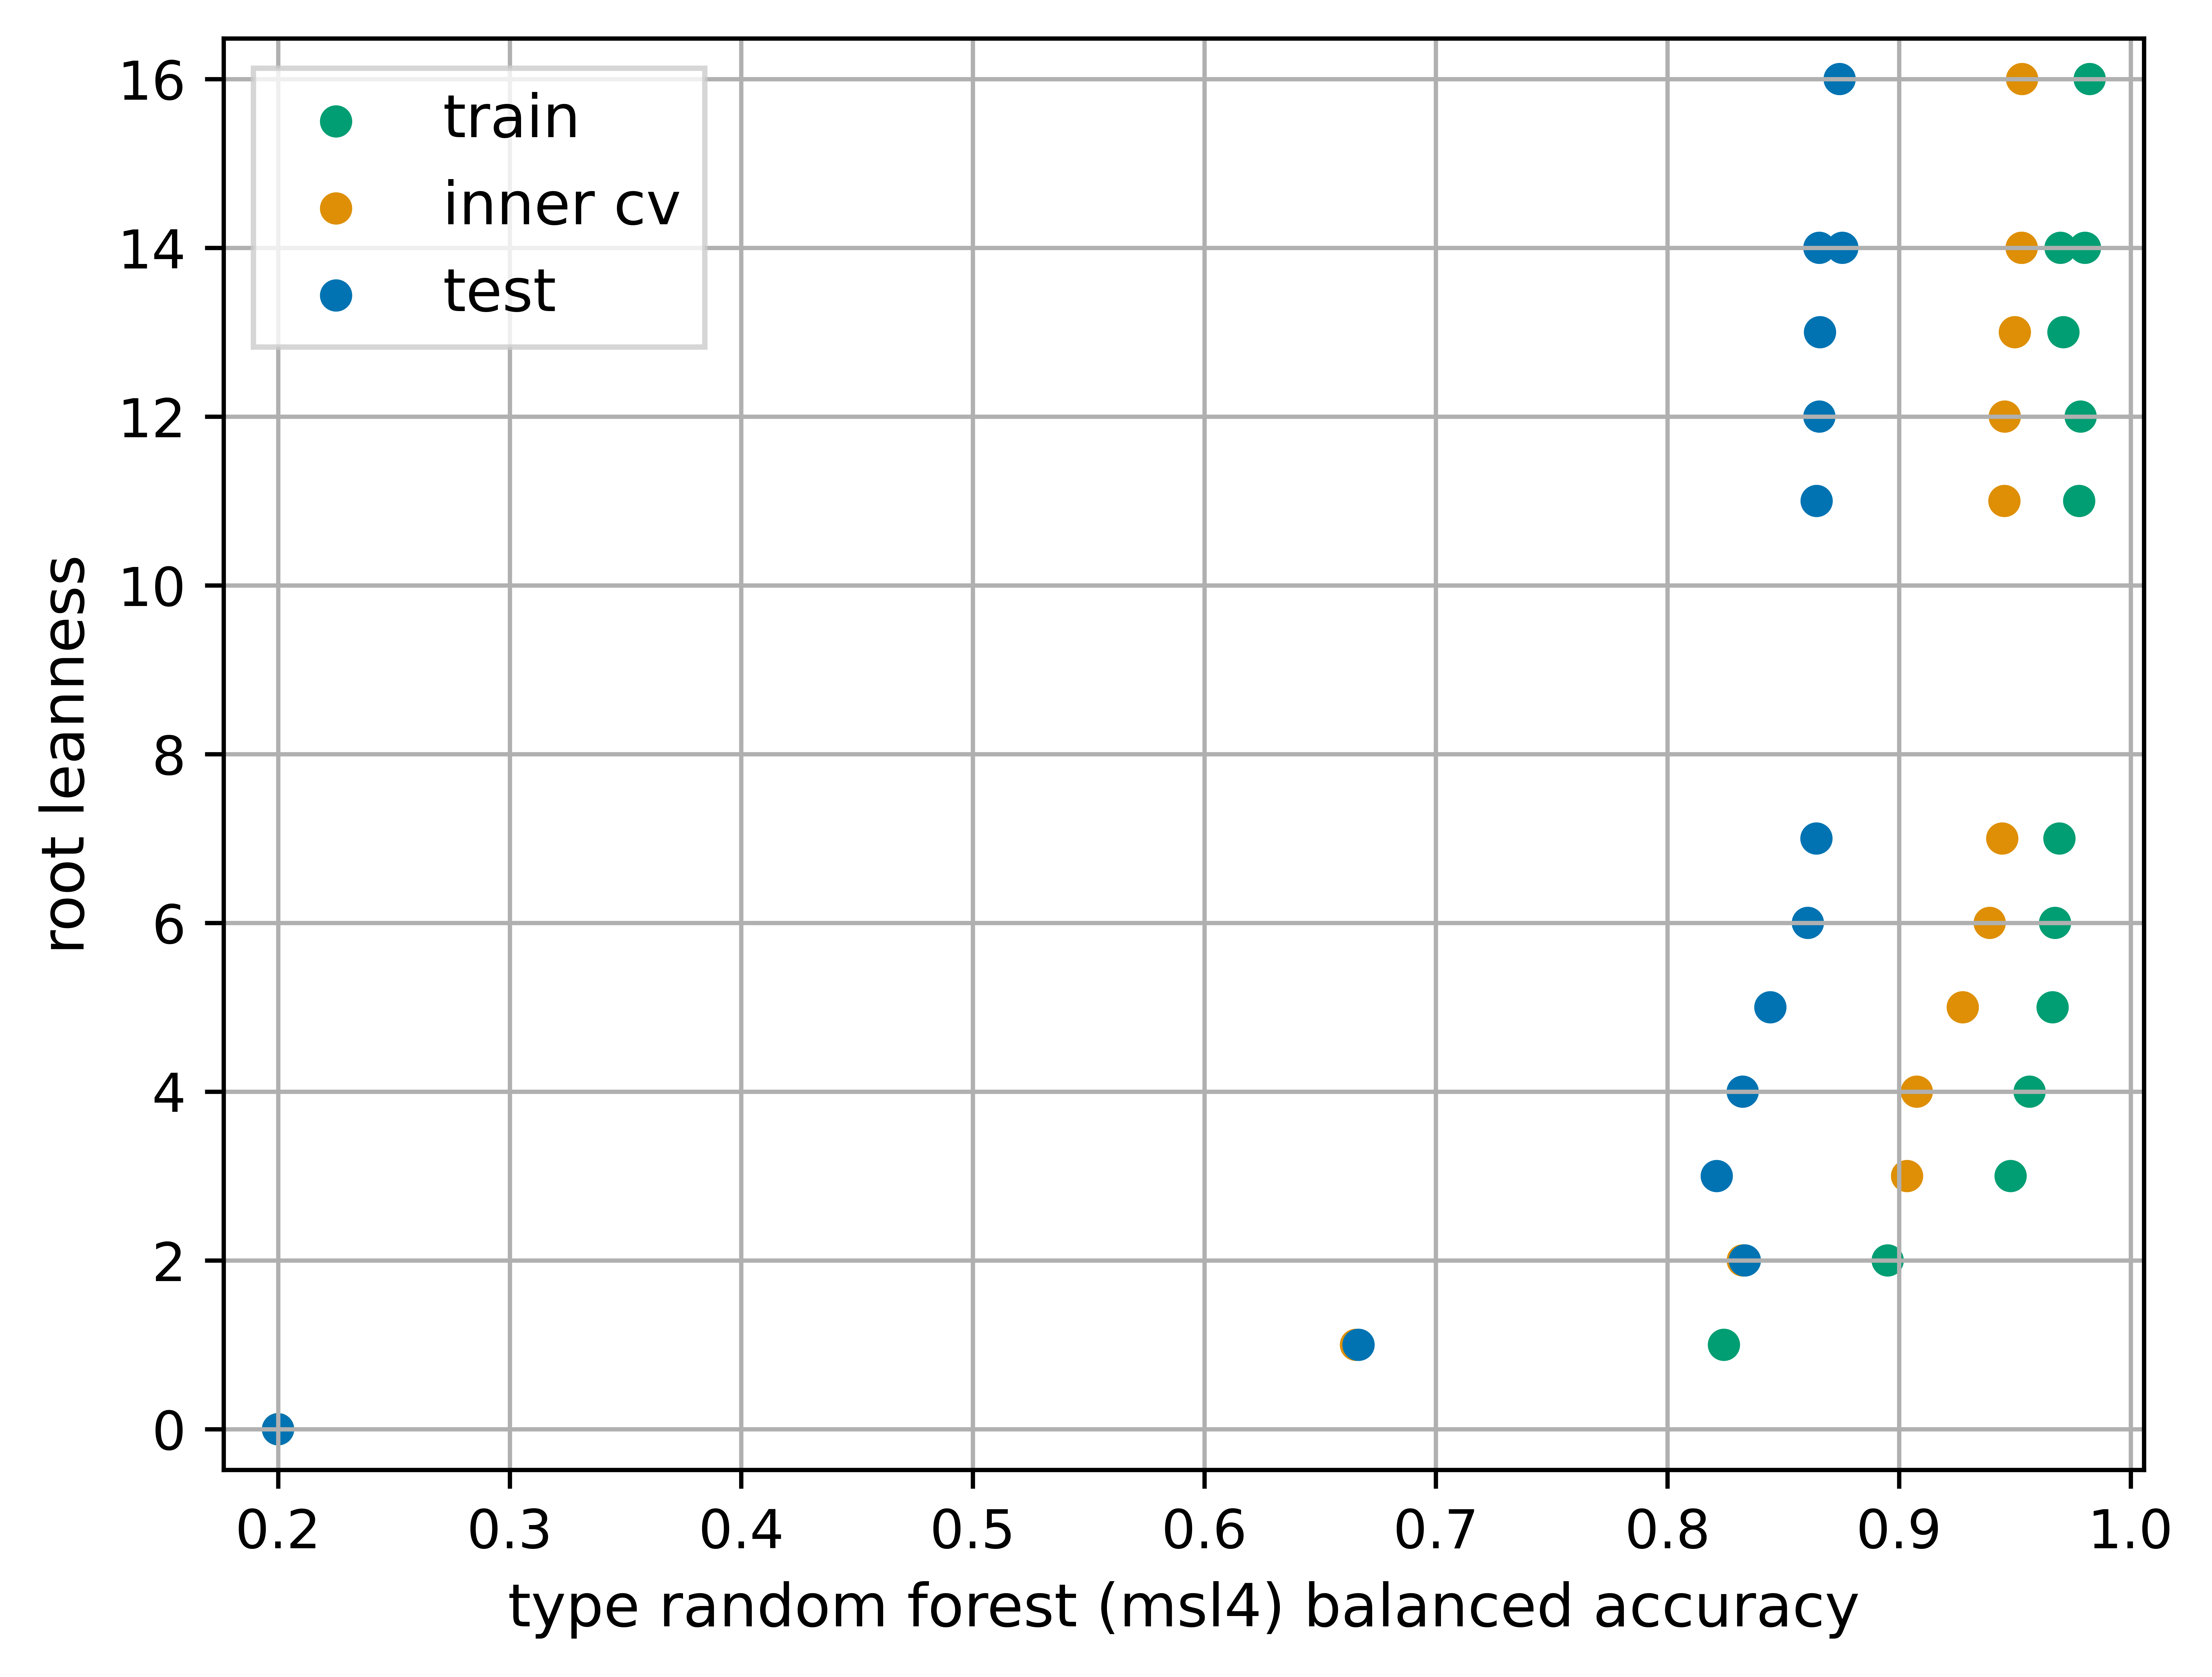 train
inner cv
test
root leanness
16
14
12
10
8
6
4
2
0
0.2 0.3 0.4 0.5 0.6 0.7 0.8 0.9 1.0
type random forest (msl4) balanced accuracy